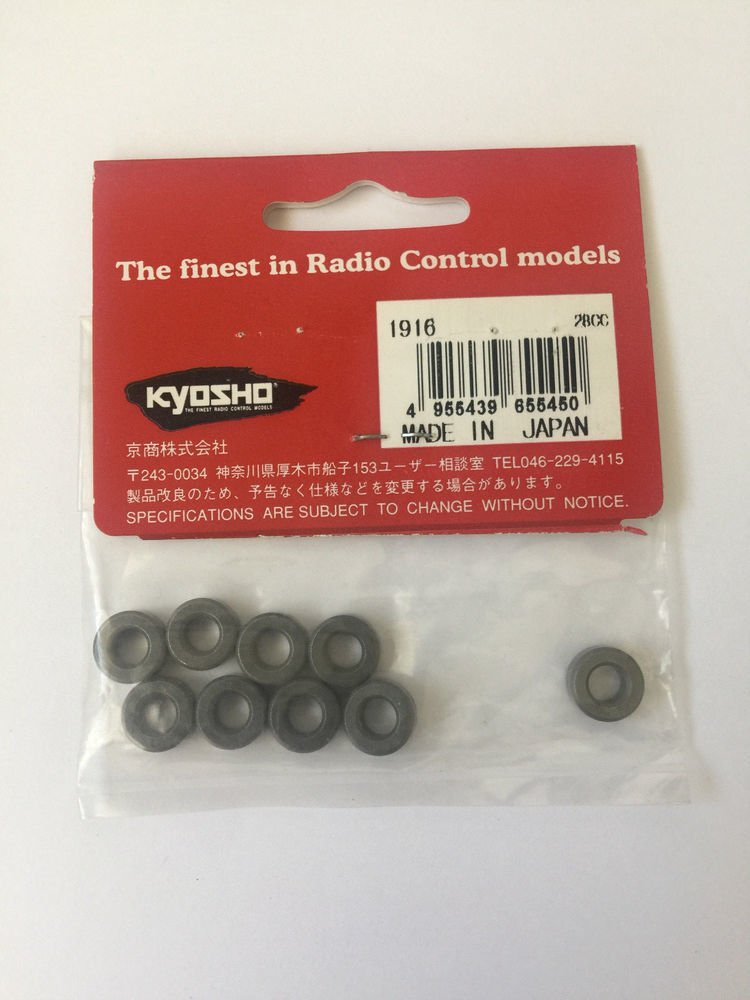 The finest in Radio Control models
1916 28CC
4 955439 655450
MADE IN JAPAN
KYOSHO
THE FINEST RADIO CONTROL MODELS
京商株式会社
〒243-0034 神奈川県厚木市船子153ユーザー相談室 TEL046-229-4115
製品改良のため、予告なく仕様などを変更する場合があります。
SPECIFICATIONS ARE SUBJECT TO CHANGE WITHOUT NOTICE.